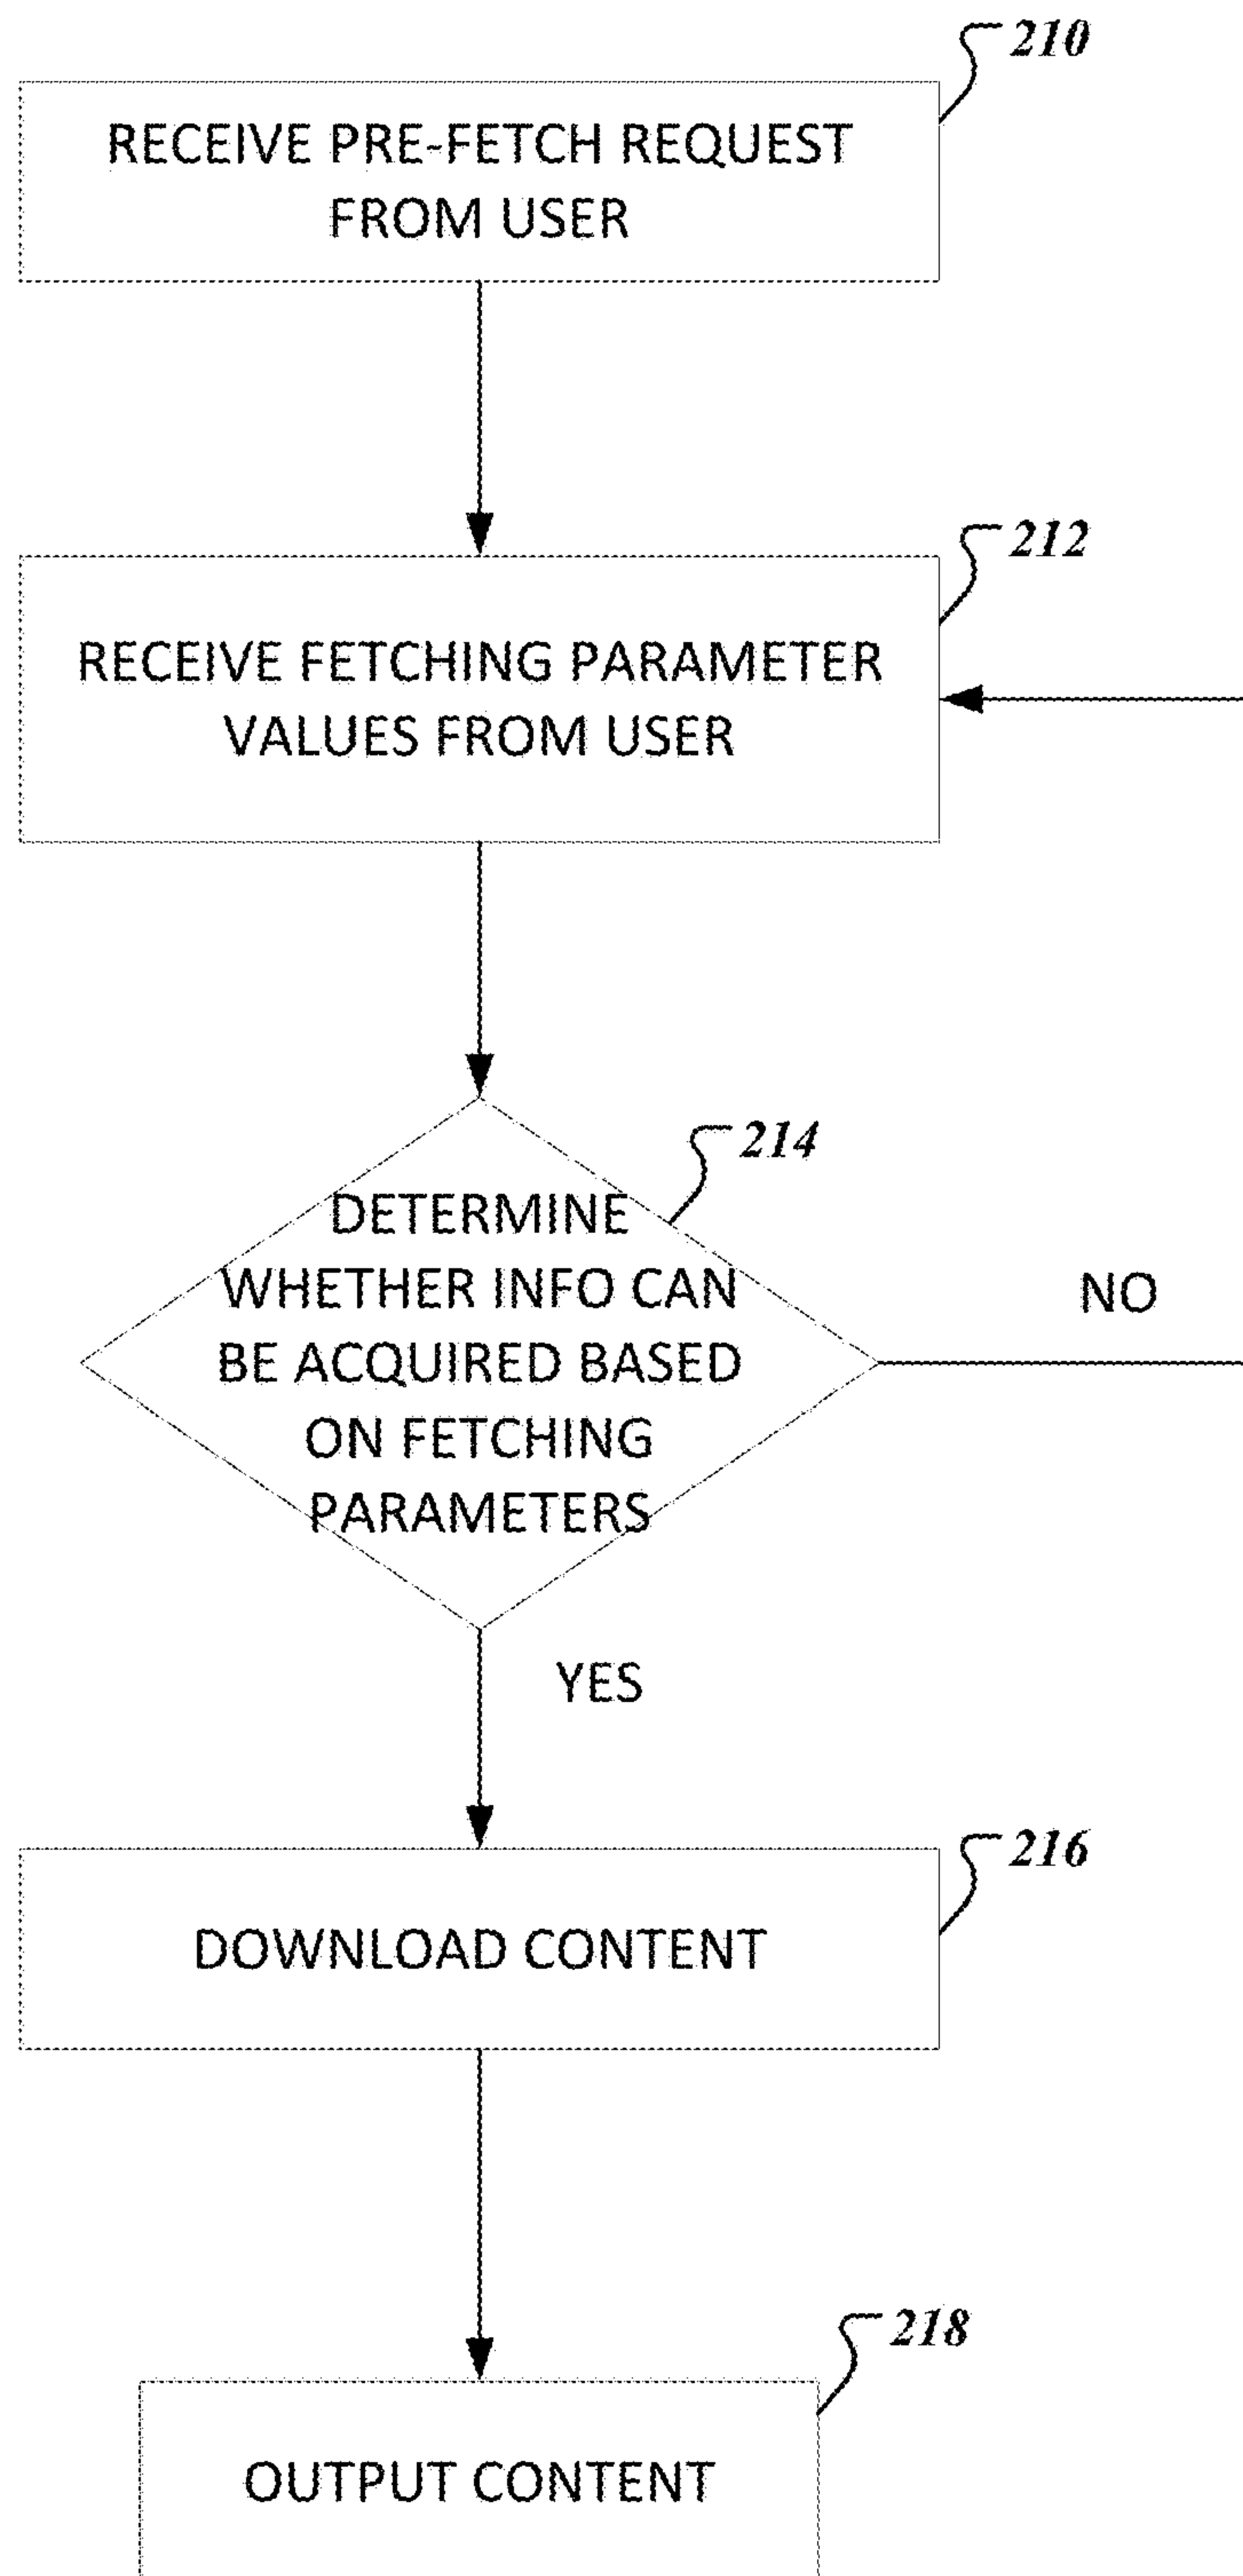 210
RECEIVE PRE-FETCH REQUEST
FROM USER
212
RECEIVE FETCHING PARAMETER
VALUES FROM USER
214
DETERMINE
WHETHER INFO CAN
BE ACQUIRED BASED
ON FETCHING
PARAMETERS
NO
YES
216
DOWNLOAD CONTENT
218
OUTPUT CONTENT